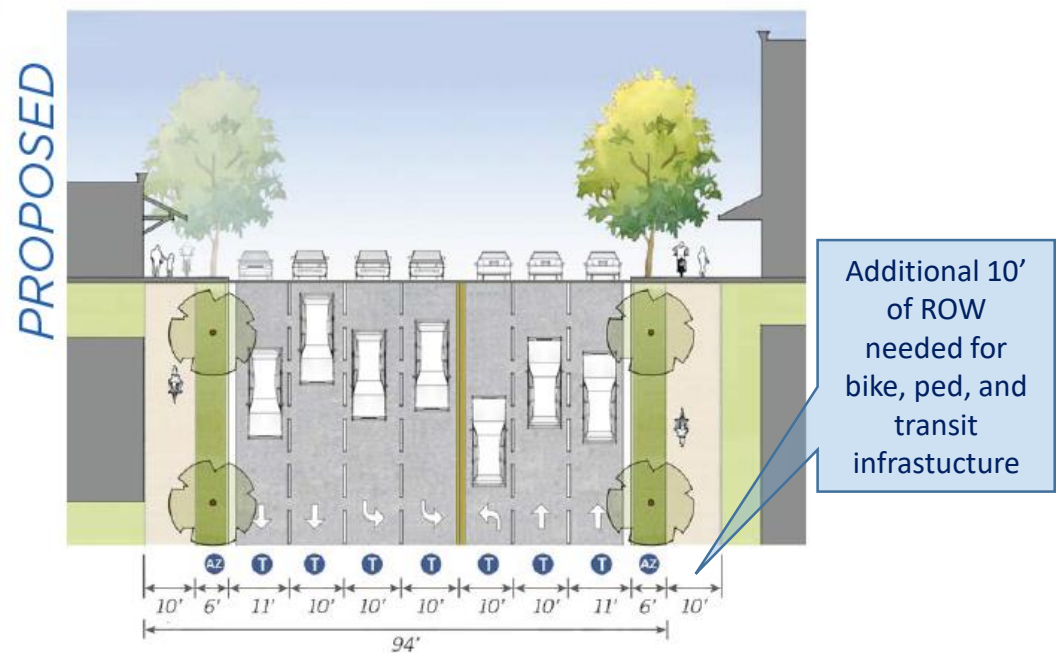 PROPOSED
Additional 10’
of ROW
needed for
bike, ped, and
transit
infrastucture
AZ T T T T T T T AZ
10' 6' 11' 10' 10' 10' 10' 10' 11' 6' 10'
94'